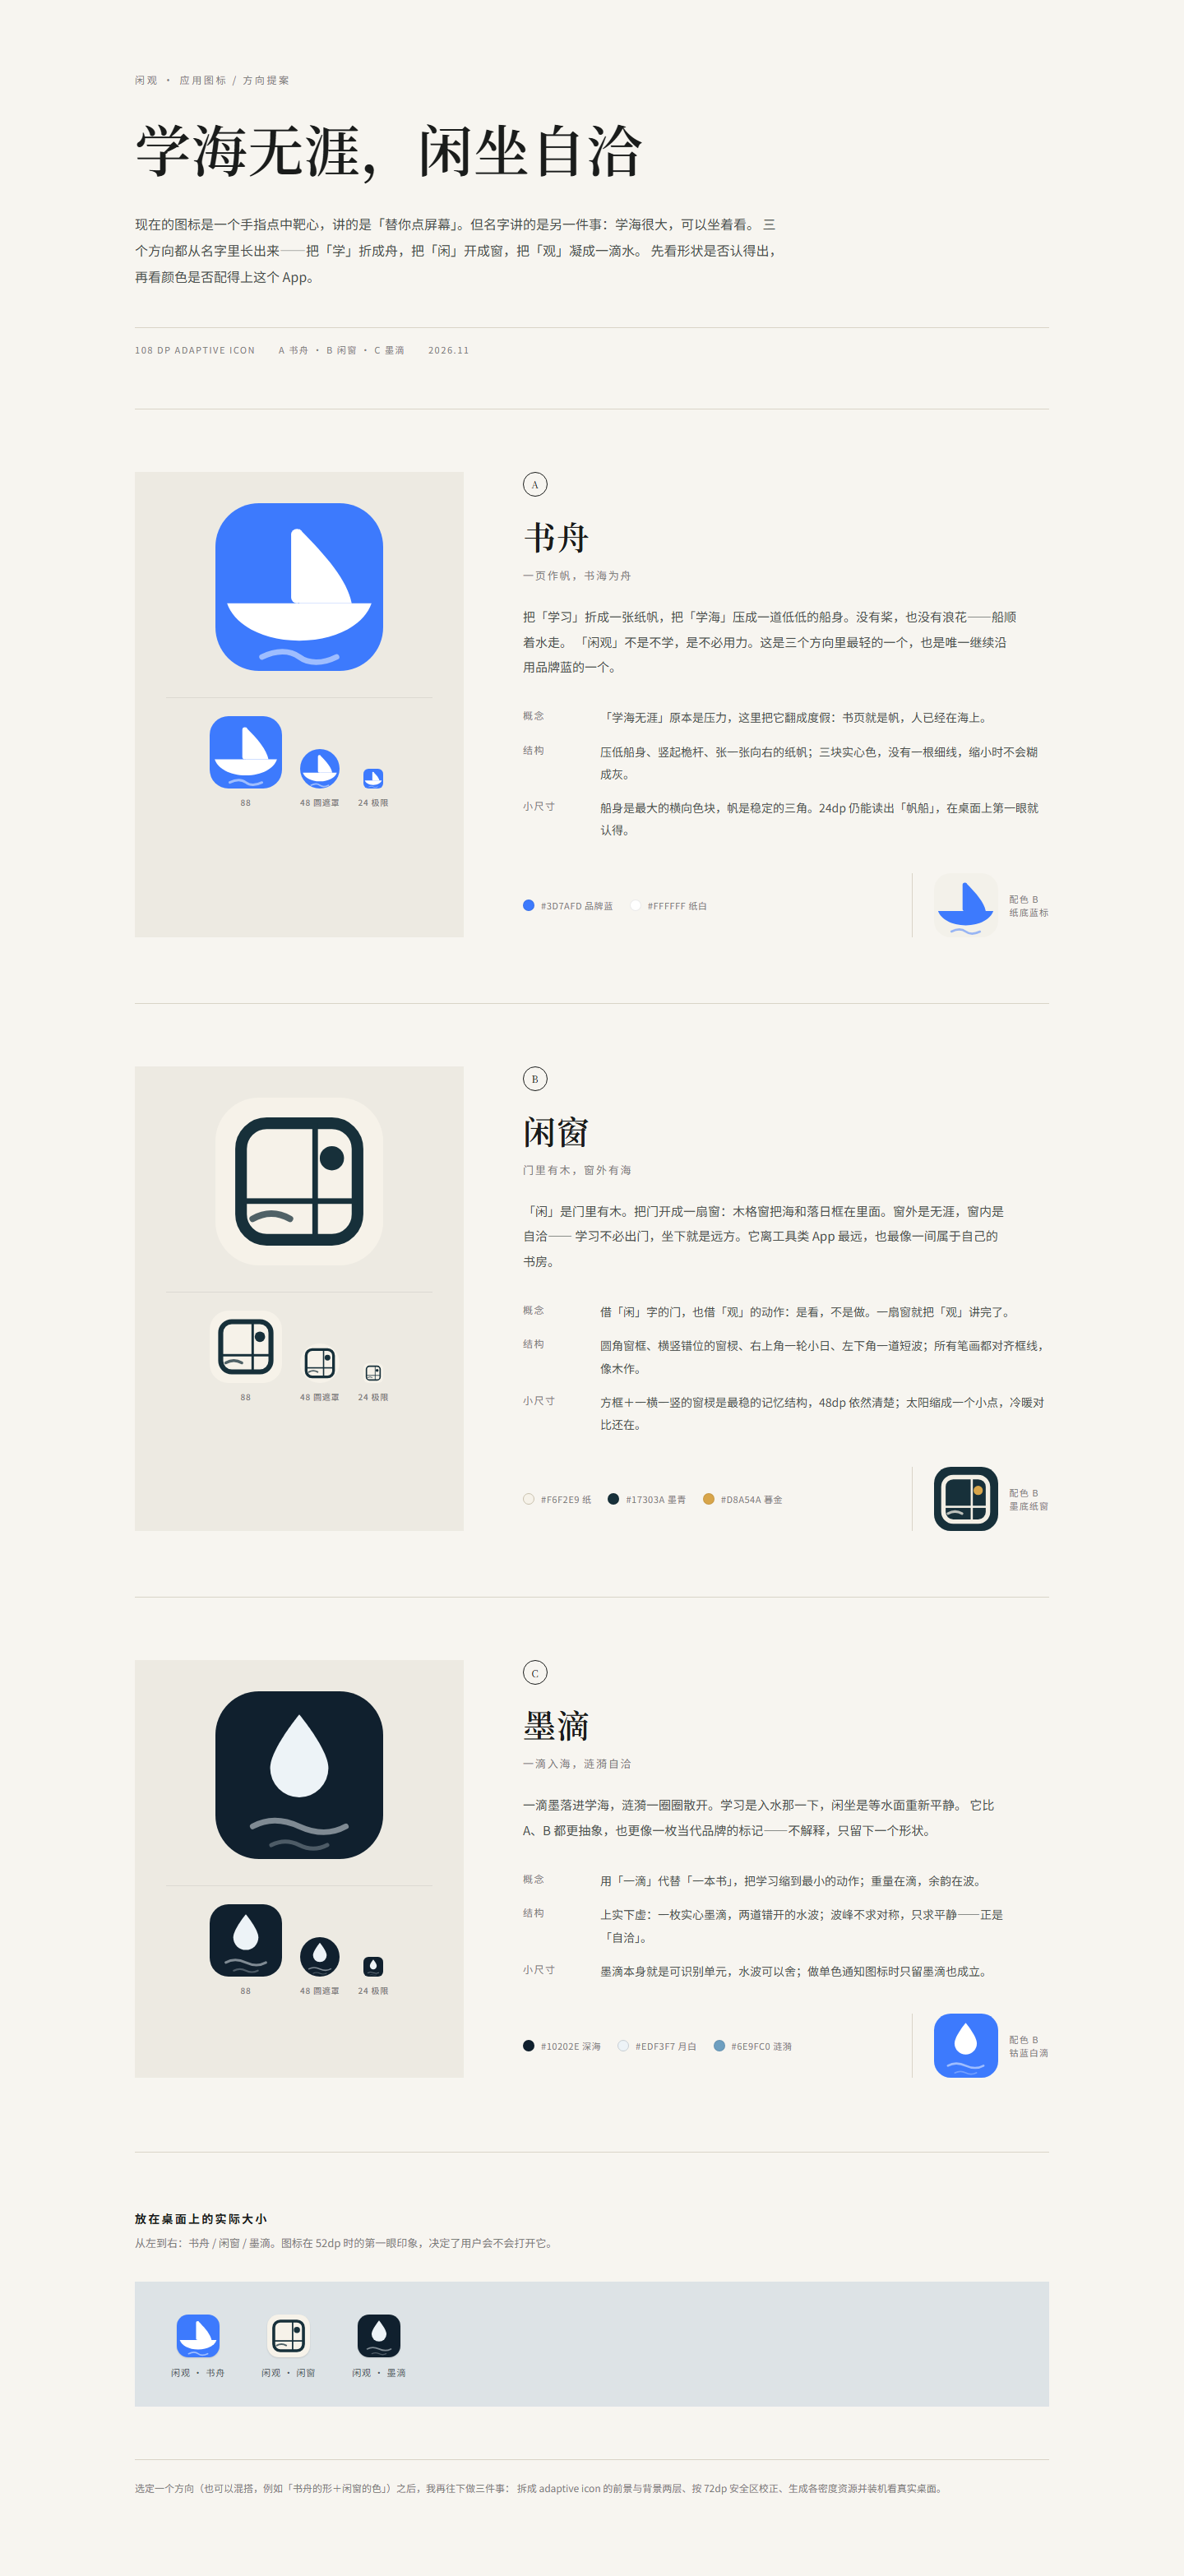 闲观 · 应用图标 / 方向提案
学海无涯，闲坐自洽
现在的图标是一个手指点中靶心，讲的是「替你点屏幕」。但名字讲的是另一件事：学海很大，可以坐着看。 三
个方向都从名字里长出来——把「学」折成舟，把「闲」开成窗，把「观」凝成一滴水。 先看形状是否认得出，
再看颜色是否配得上这个 App。
108 DP ADAPTIVE ICON A 书舟 · B 闲窗 · C 墨滴 2026.11
A
书舟
一页作帆，书海为舟
把「学习」折成一张纸帆，把「学海」压成一道低低的船身。没有桨，也没有浪花——船顺
着水走。 「闲观」不是不学，是不必用力。这是三个方向里最轻的一个，也是唯一继续沿
用品牌蓝的一个。
概念 「学海无涯」原本是压力，这里把它翻成度假：书页就是帆，人已经在海上。
结构 压低船身、竖起桅杆、张一张向右的纸帆；三块实心色，没有一根细线，缩小时不会糊
成灰。
小尺寸 船身是最大的横向色块，帆是稳定的三角。24dp 仍能读出「帆船」，在桌面上第一眼就
认得。
88 48 圆遮罩 24 极限
#3D7AFD 品牌蓝 #FFFFFF 纸白
配色 B
纸底蓝标
B
闲窗
门里有木，窗外有海
「闲」是门里有木。把门开成一扇窗：木格窗把海和落日框在里面。窗外是无涯，窗内是
自洽—— 学习不必出门，坐下就是远方。它离工具类 App 最远，也最像一间属于自己的
书房。
概念 借「闲」字的门，也借「观」的动作：是看，不是做。一扇窗就把「观」讲完了。
结构 圆角窗框、横竖错位的窗棂、右上角一轮小日、左下角一道短波；所有笔画都对齐框线，
像木作。
小尺寸 方框＋一横一竖的窗棂是最稳的记忆结构，48dp 依然清楚；太阳缩成一个小点，冷暖对
比还在。
88 48 圆遮罩 24 极限
#F6F2E9 纸 #17303A 墨青 #D8A54A 暮金
配色 B
墨底纸窗
C
墨滴
一滴入海，涟漪自洽
一滴墨落进学海，涟漪一圈圈散开。学习是入水那一下，闲坐是等水面重新平静。 它比
A、B 都更抽象，也更像一枚当代品牌的标记——不解释，只留下一个形状。
概念 用「一滴」代替「一本书」，把学习缩到最小的动作；重量在滴，余韵在波。
结构 上实下虚：一枚实心墨滴，两道错开的水波；波峰不求对称，只求平静——正是
「自洽」。
小尺寸 墨滴本身就是可识别单元，水波可以舍；做单色通知图标时只留墨滴也成立。
88 48 圆遮罩 24 极限
#10202E 深海 #EDF3F7 月白 #6E9FC0 涟漪
配色 B
钴蓝白滴
放在桌面上的实际大小
从左到右：书舟 / 闲窗 / 墨滴。图标在 52dp 时的第一眼印象，决定了用户会不会打开它。
闲观 · 书舟 闲观 · 闲窗 闲观 · 墨滴
选定一个方向（也可以混搭，例如「书舟的形＋闲窗的色」）之后，我再往下做三件事： 拆成 adaptive icon 的前景与背景两层、按 72dp 安全区校正、生成各密度资源并装机看真实桌面。